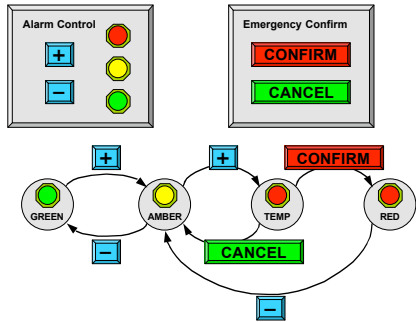 Alarm Control
Emergency Confirm
+
CONFIRM
−
CANCEL
+
+
CONFIRM
GREEN
AMBER
TEMP
RED
−
CANCEL
−